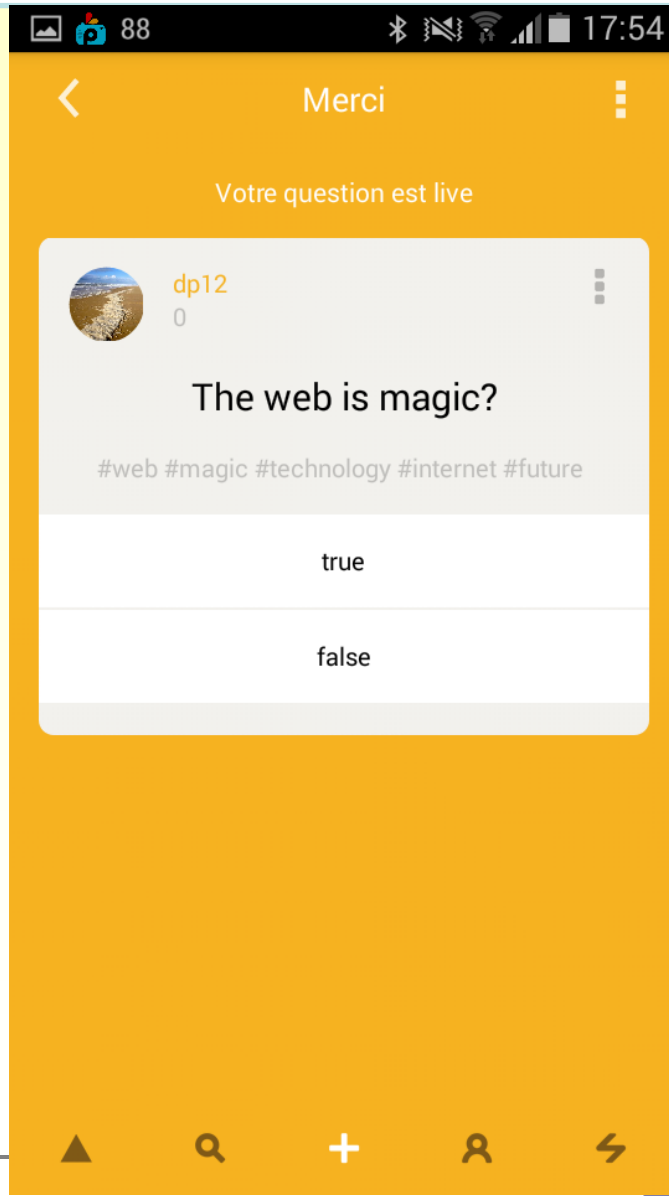 88 17:54
Merci
Votre question est live
dp12
0
The web is magic?
#web #magic #technology #internet #future
true
false